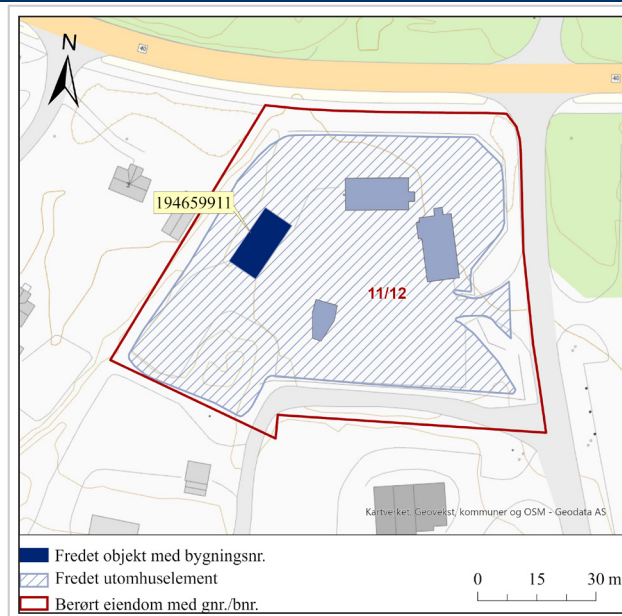 N
40
40
194659911
11/12
Kartverket, Geovekst, kommuner og OSM - Geodata AS
Fredet objekt med bygningsnr.
Fredet utomhuselement
0 15 30 m
Berørt eiendom med gnr./bnr.